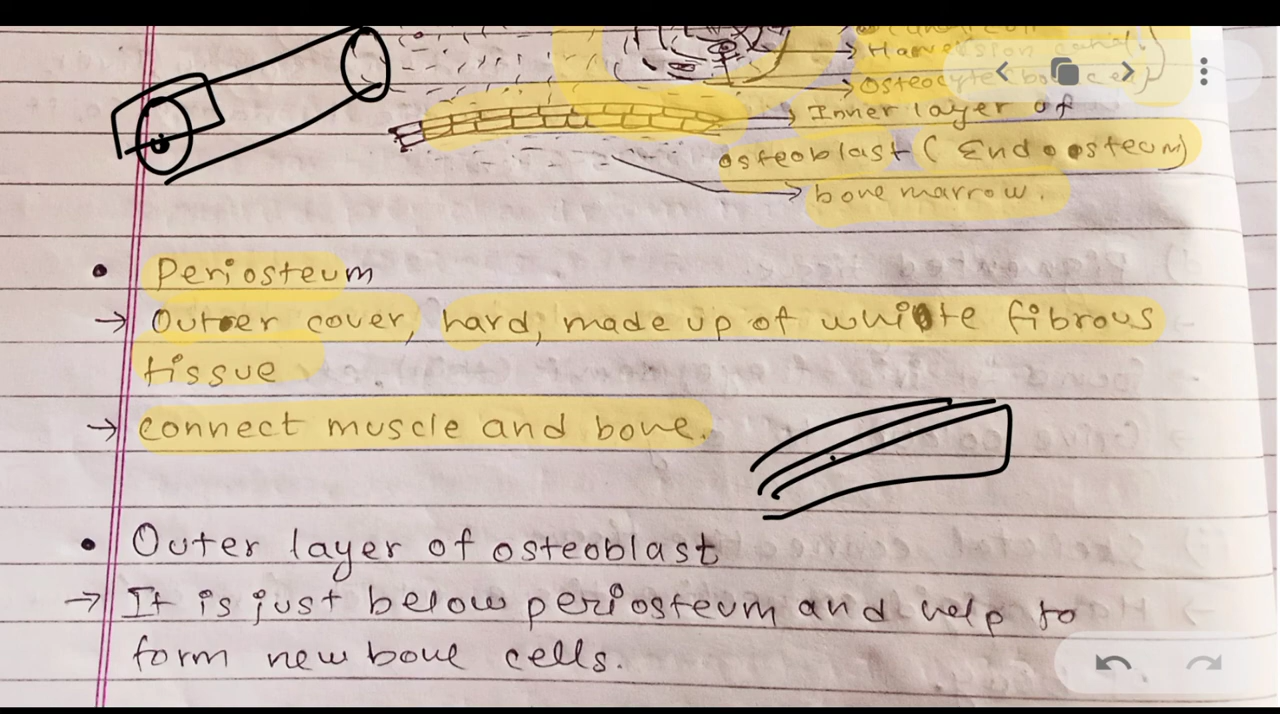 Haversion canal
Osteocyte (bone cell)
Inner layer of
osteoblast (Endoosteum)
bone marrow.
• Periosteum
→ Outer cover, hard, made up of white fibrous
tissue
→ connect muscle and bone.
• Outer layer of osteoblast
→ It is just below periosteum and help to
form new bone cells.